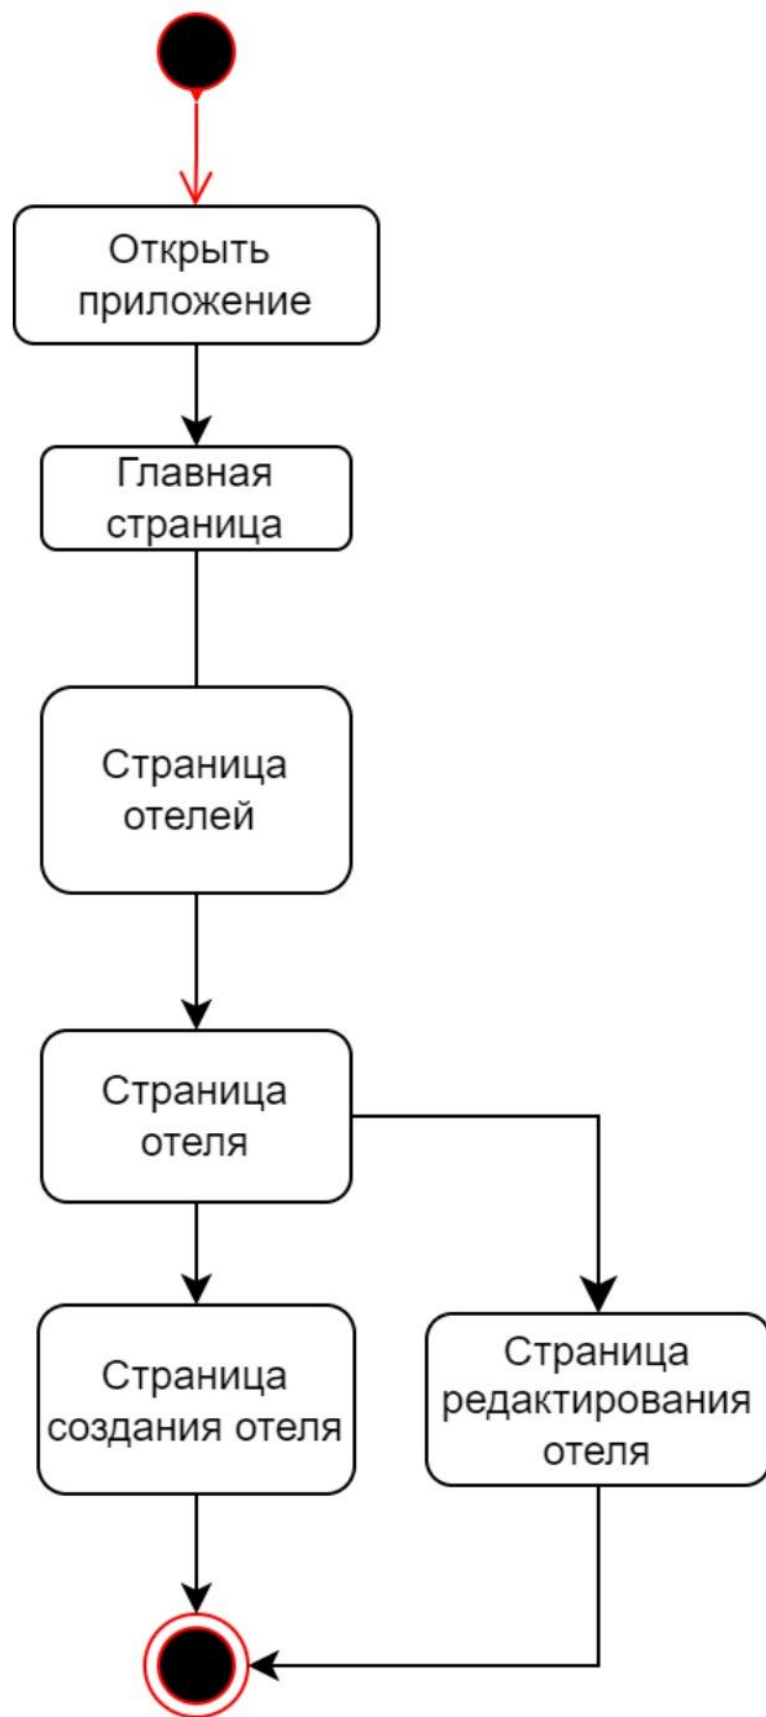 Открыть
приложение
Главная
страница
Страница
отелей
Страница
отеля
Страница
создания отеля
Страница
редактирования
отеля